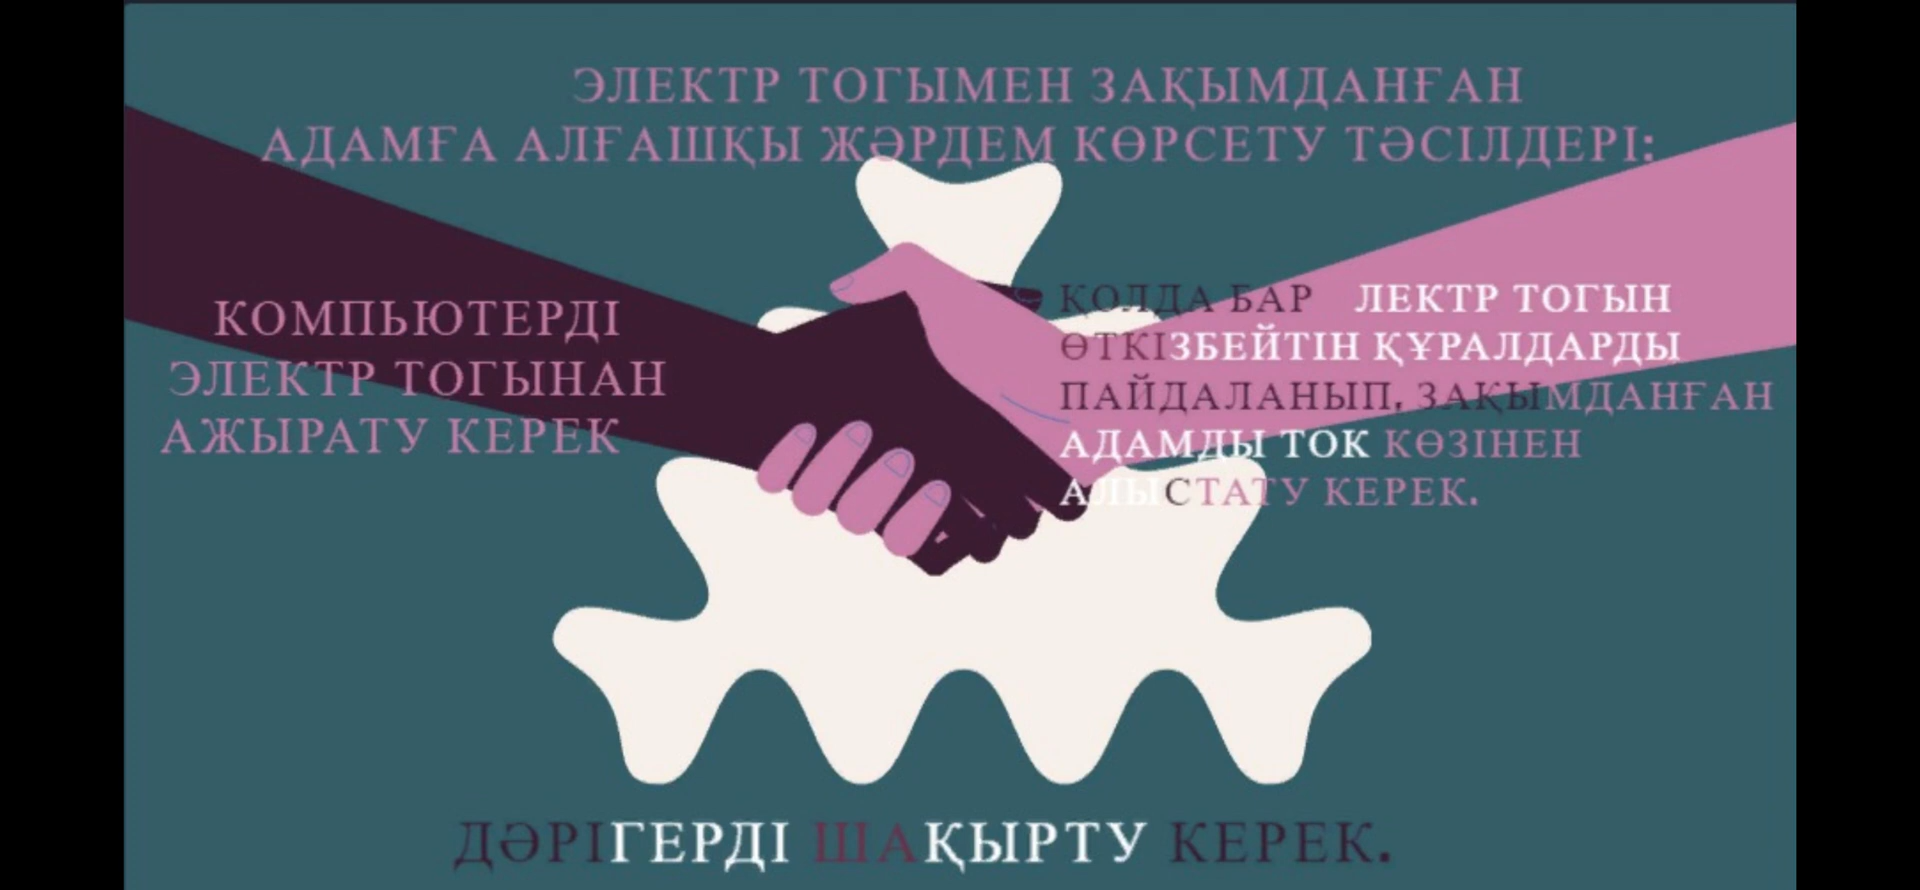 ЭЛЕКТР ТОГЫМЕН ЗАҚЫМДАНҒАН
АДАМҒА АЛҒАШҚЫ ЖӘРДЕМ КӨРСЕТУ ТӘСІЛДЕРІ:
КОМПЬЮТЕРДІ
ЭЛЕКТР ТОГЫНАН
АЖЫРАТУ КЕРЕК
ҚОЛДА БАР ЛЕКТР ТОГЫН
ӨТКІЗБЕЙТІН ҚҰРАЛДАРДЫ
ПАЙДАЛАНЫП, ЗАҚЫМДАНҒАН
АДАМДЫ ТОК КӨЗІНЕН
АЛЫСТАТУ КЕРЕК.
ДӘРІГЕРДІ ШАҚЫРТУ КЕРЕК.